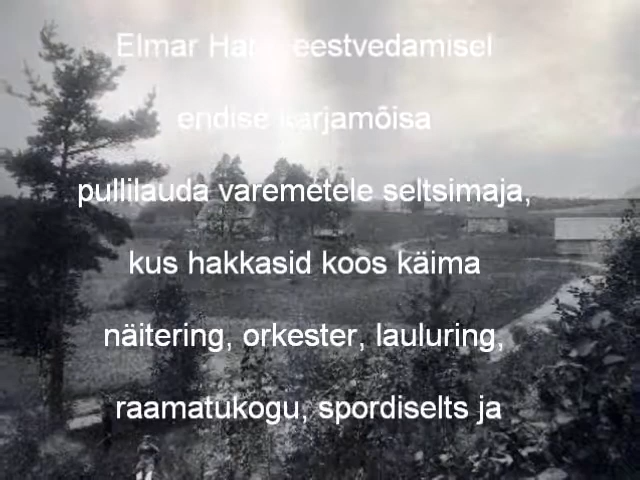 Elmar eestvedamisel
endise karjamõisa
pullilauda varemetele seltsimaja,
kus hakkasid koos käima
näitering, orkester, lauluring,
raamatukogu, spordiselts ja